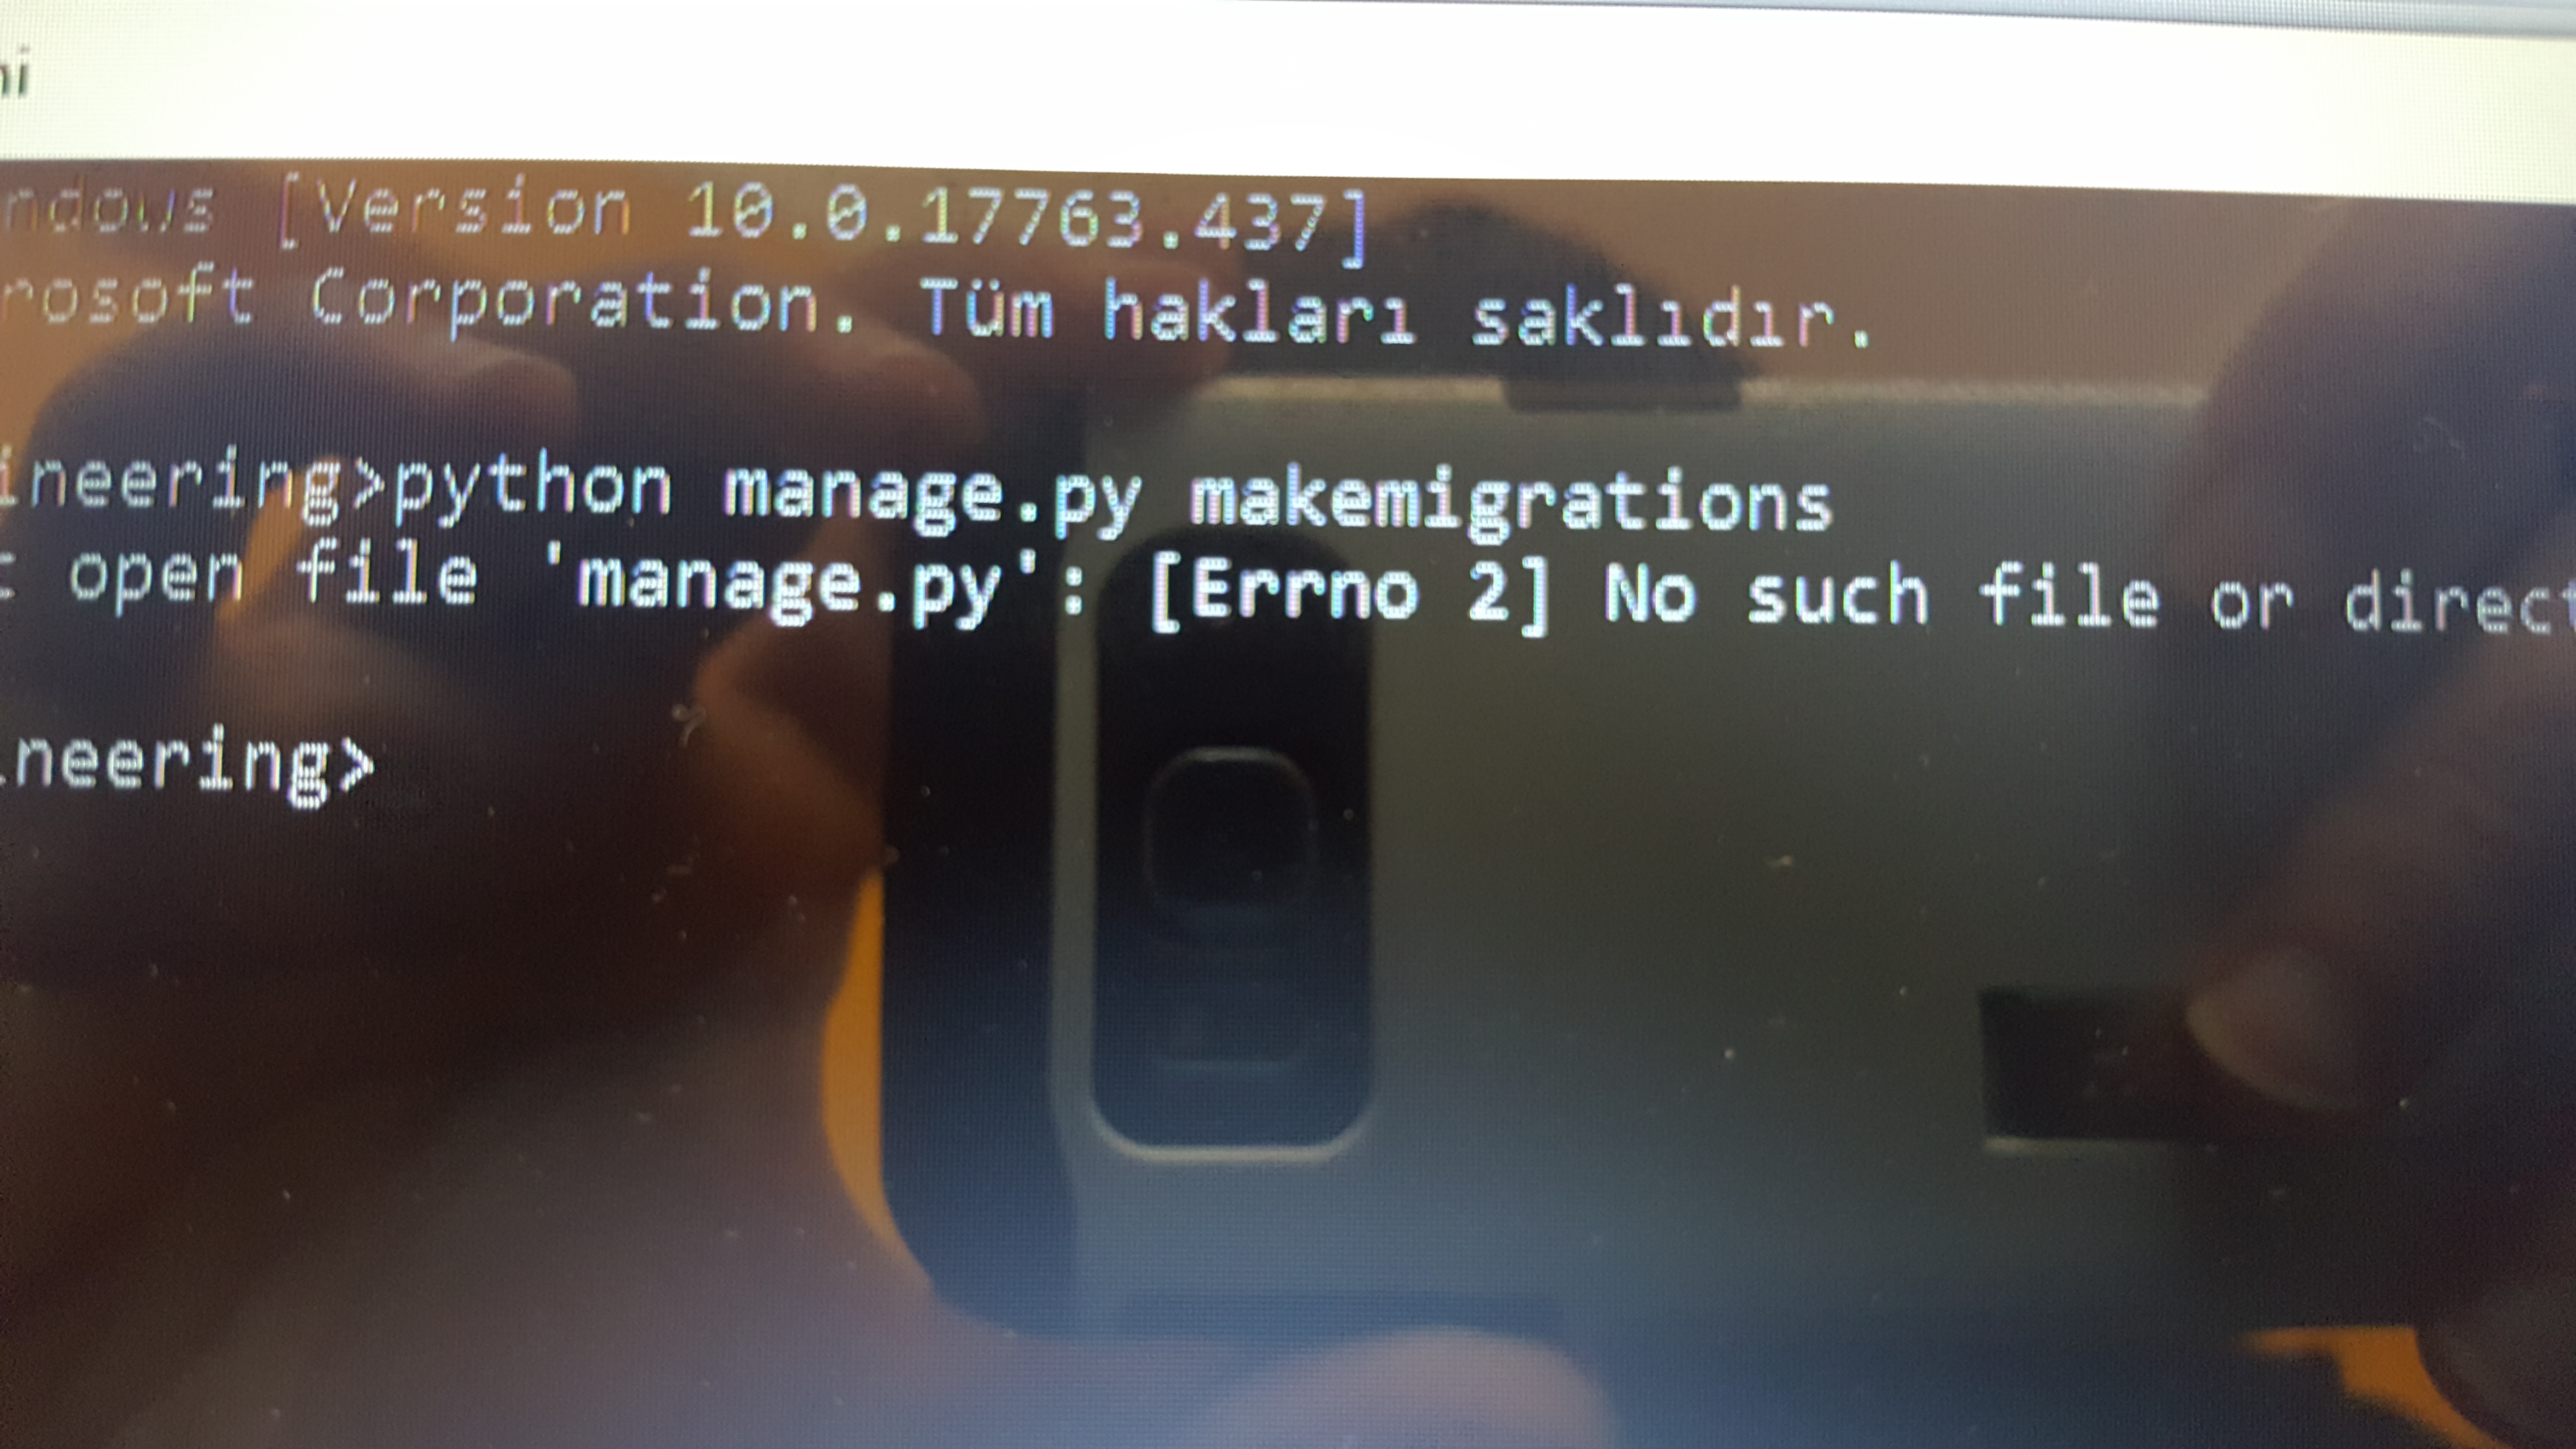 ndows [Version 10.0.17763.437]
rosoft Corporation. Tüm hakları saklıdır.
ineering>python manage.py makemigrations
open file 'manage.py': [Errno 2] No such file or direct
neering>